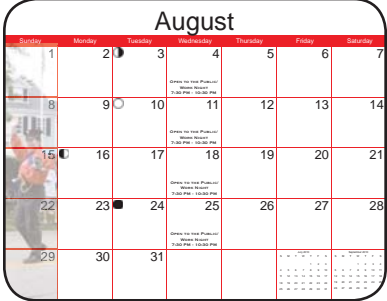 August
Sunday Monday Tuesday Wednesday Thursday Friday Saturday
1 2 3 4 5 6 7
Open to the Public/
Work Night
7:30 PM - 10:30 PM
8 9 10 11 12 13 14
Open to the Public/
Work Night
7:30 PM - 10:30 PM
15 16 17 18 19 20 21
Open to the Public/
Work Night
7:30 PM - 10:30 PM
22 23 24 25 26 27 28
Open to the Public/
Work Night
7:30 PM - 10:30 PM
29 30 31